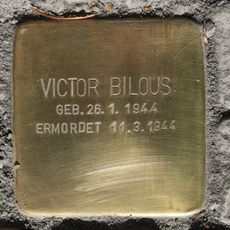 VICTOR BILOUS
GEB. 26. 1. 1944
ERMORDET 11. 3. 1944